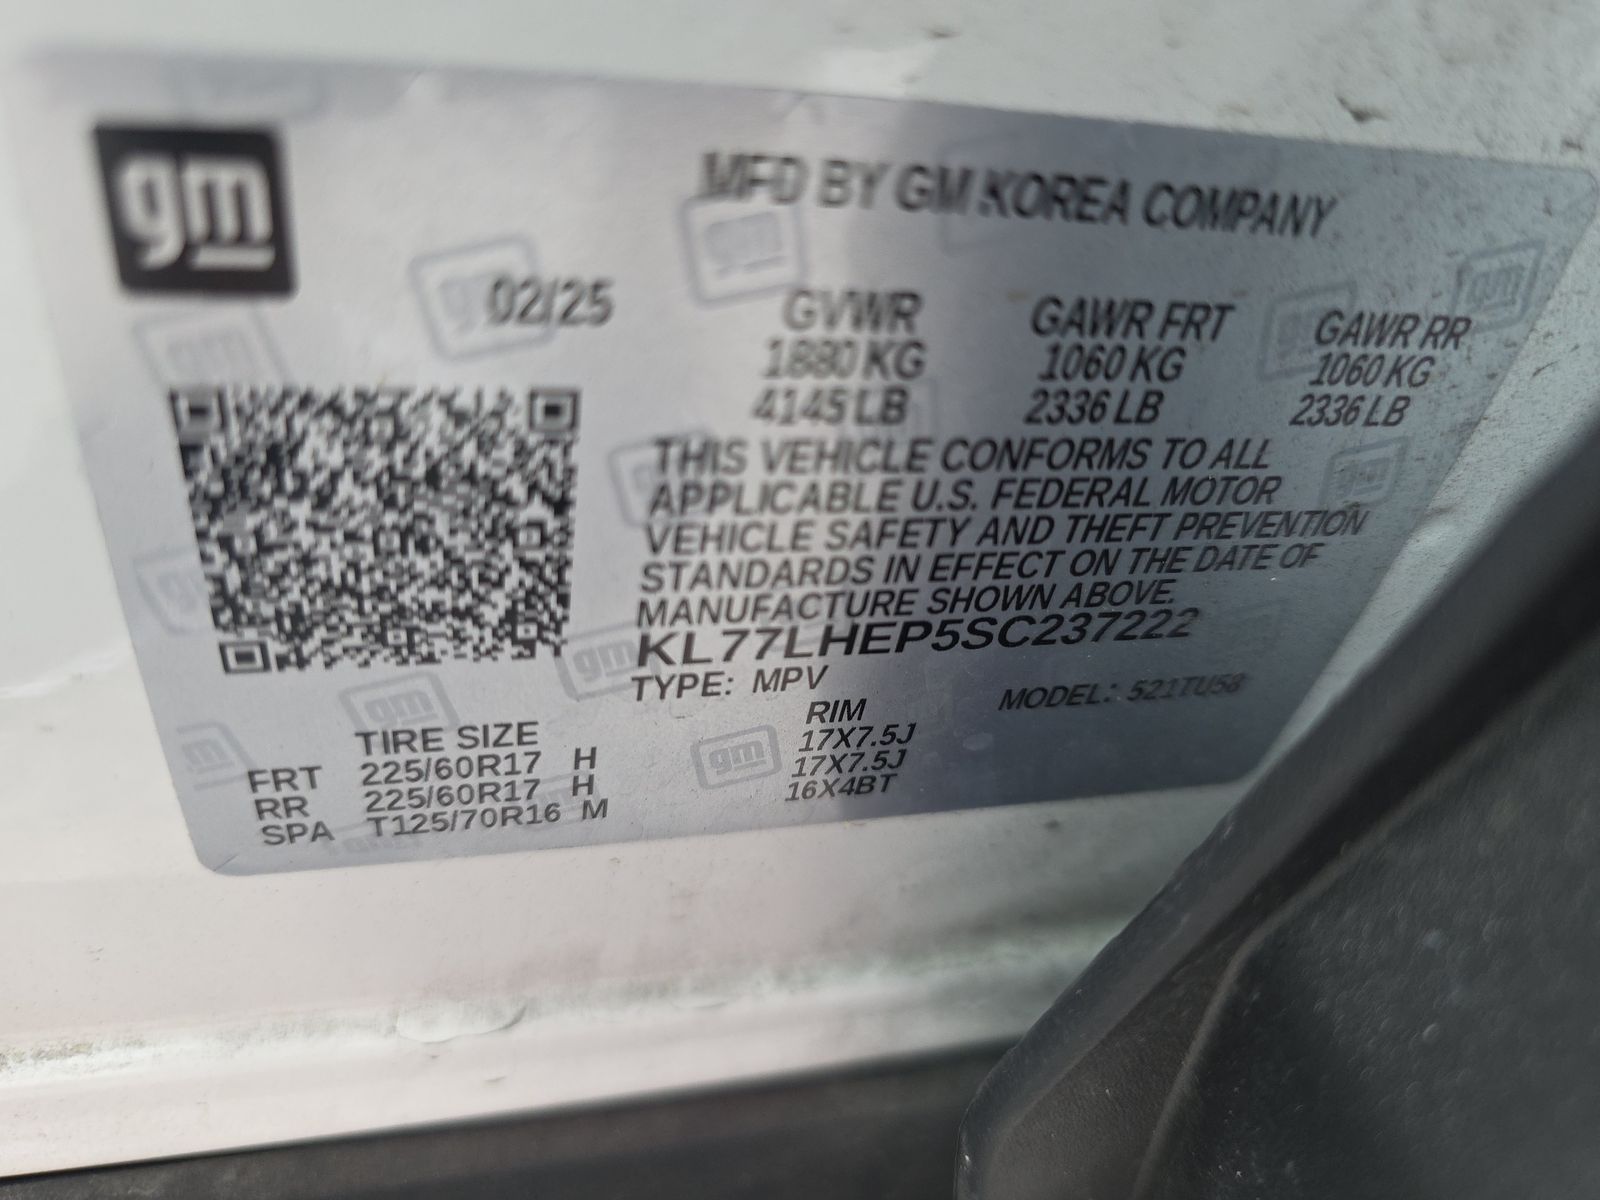 gm
MFD BY GM KOREA COMPANY
02/25
GVWR GAWR FRT GAWR RR
1880 KG 1060 KG 1060 KG
4145 LB 2336 LB 2336 LB
THIS VEHICLE CONFORMS TO ALL
APPLICABLE U.S. FEDERAL MOTOR
VEHICLE SAFETY AND THEFT PREVENTION
STANDARDS IN EFFECT ON THE DATE OF
MANUFACTURE SHOWN ABOVE.
KL77LHEP5SC237222
TYPE: MPV MODEL: 521TU58
TIRE SIZE RIM
FRT 225/60R17 H 17X7.5J
RR 225/60R17 H 17X7.5J
SPA T125/70R16 M 16X4BT